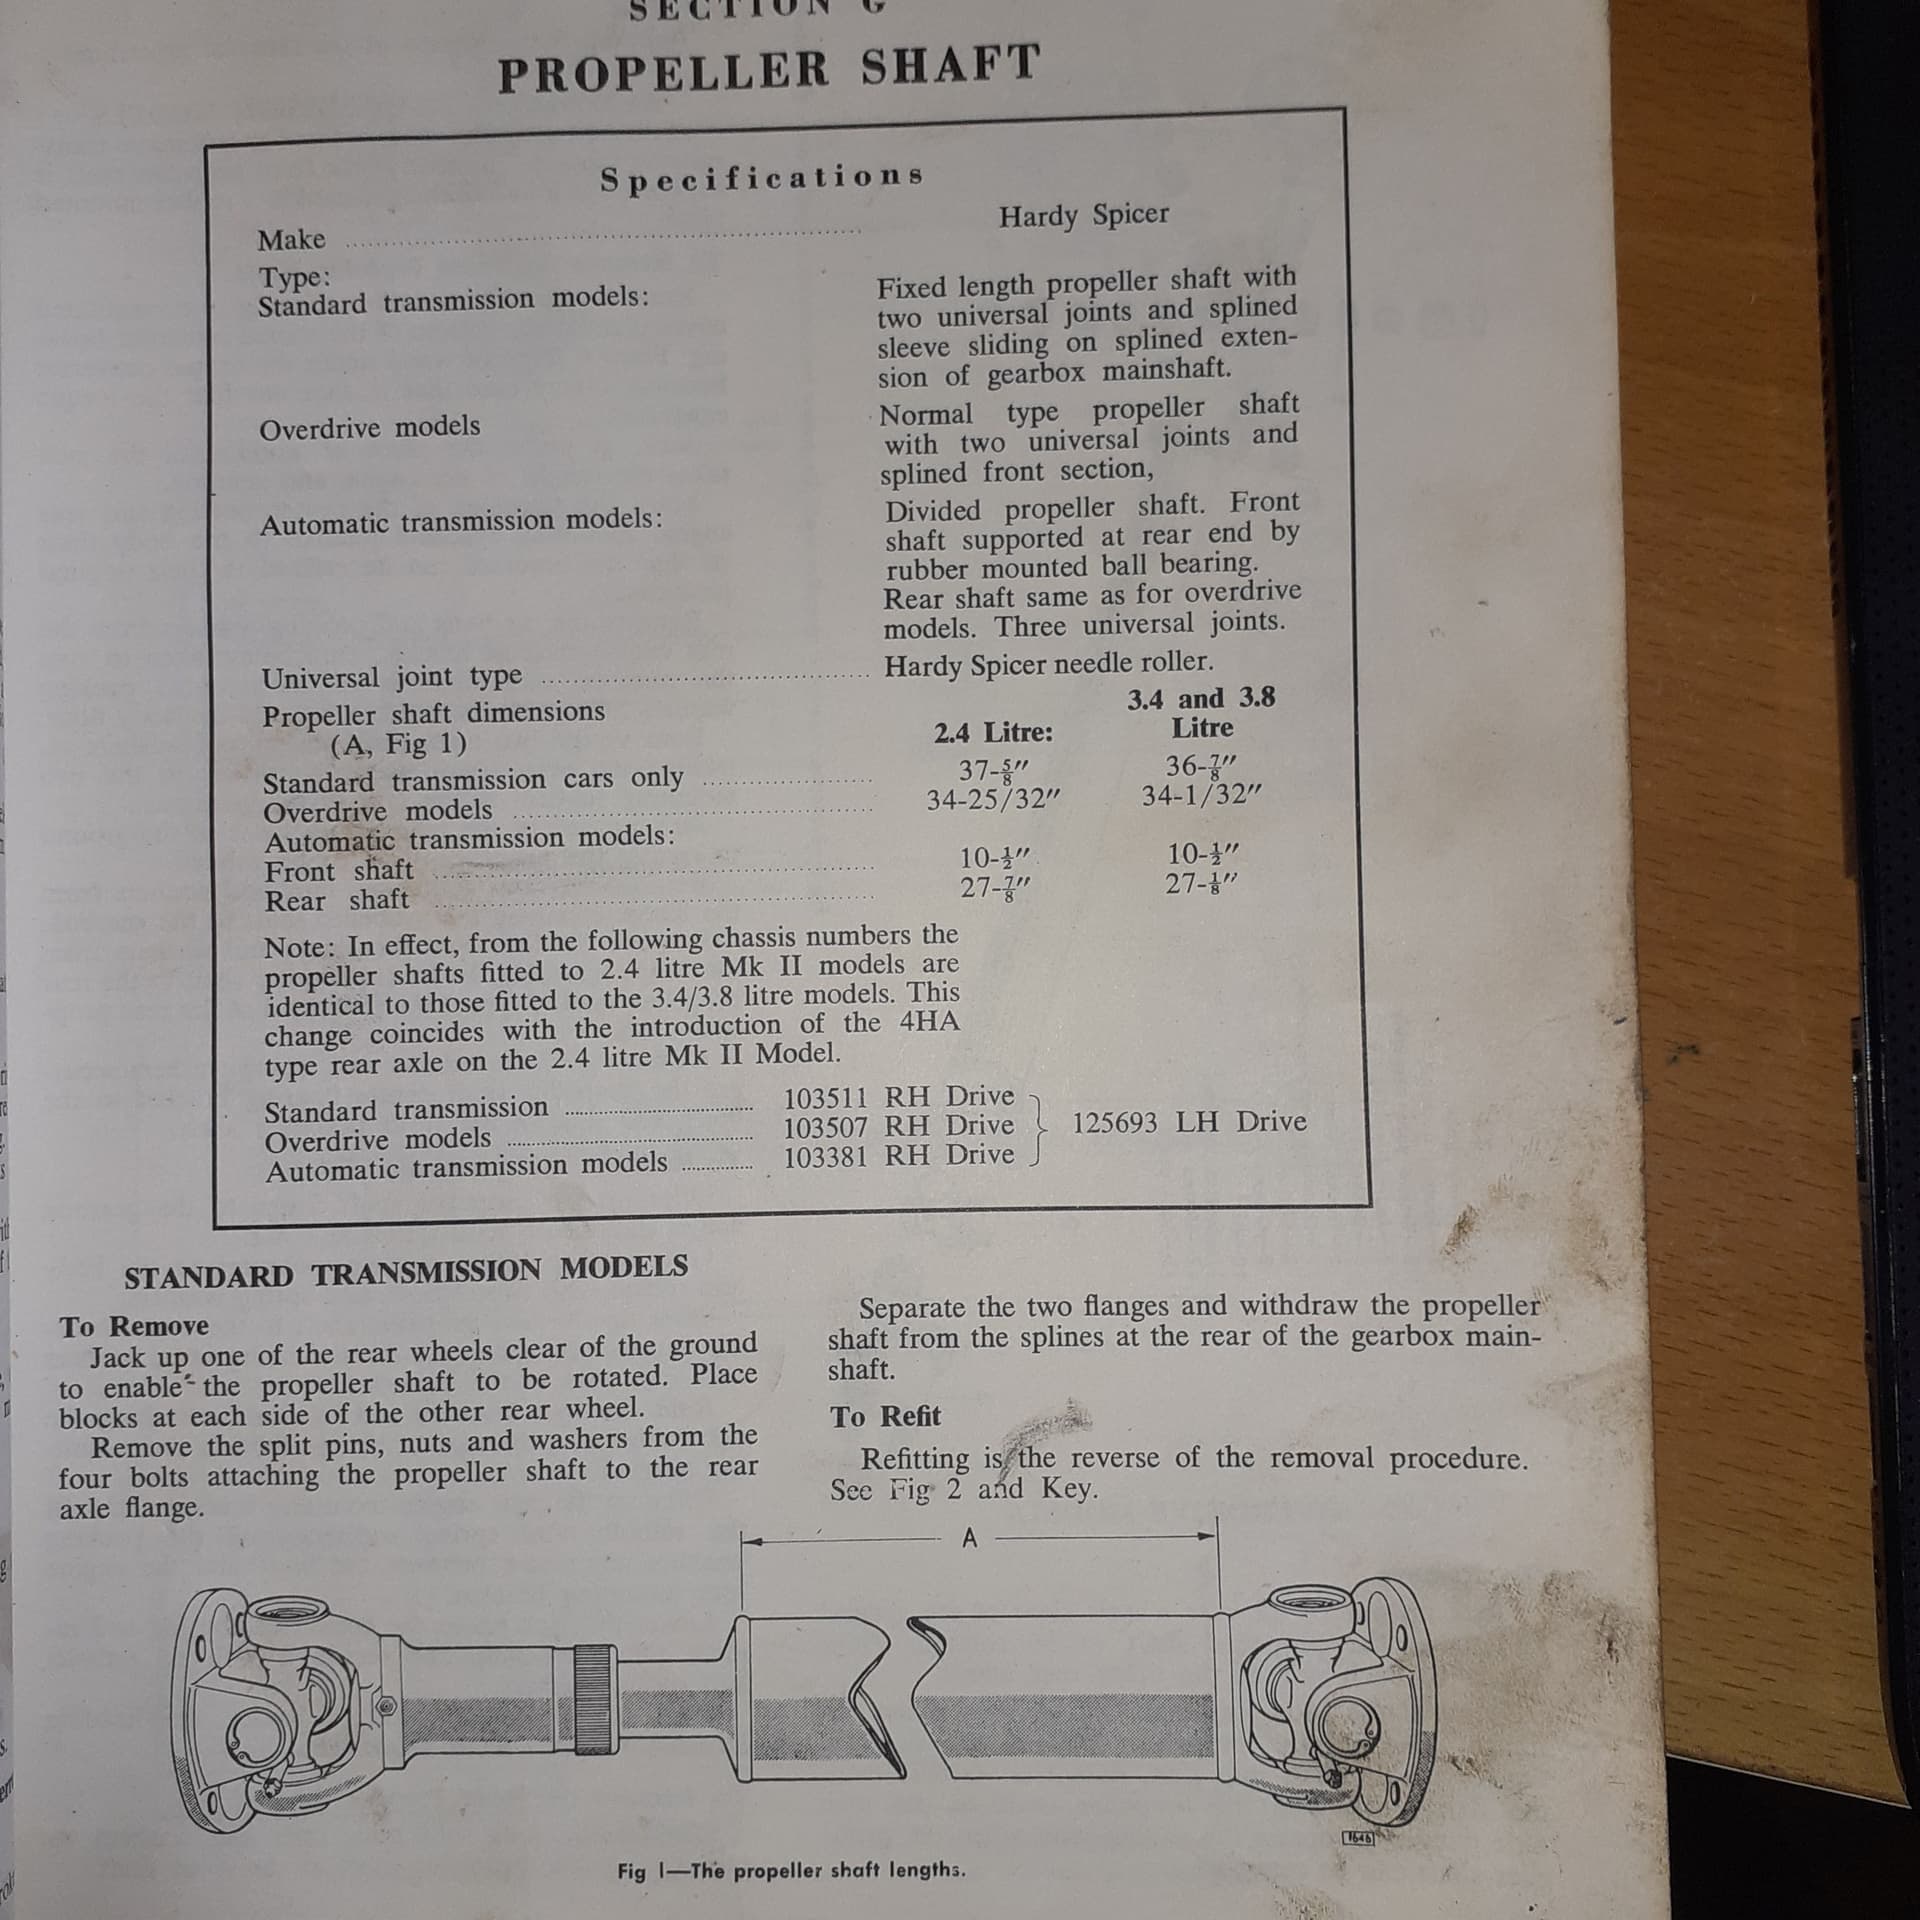 SECTION G
PROPELLER SHAFT
Specifications
Make ........ Hardy Spicer
Type:
Standard transmission models: Fixed length propeller shaft with
two universal joints and splined
sleeve sliding on splined exten-
sion of gearbox mainshaft.
Overdrive models Normal type propeller shaft
with two universal joints and
splined front section,
Automatic transmission models: Divided propeller shaft. Front
shaft supported at rear end by
rubber mounted ball bearing.
Rear shaft same as for overdrive
models. Three universal joints.
Universal joint type ........ Hardy Spicer needle roller.
Propeller shaft dimensions
(A, Fig 1) 2.4 Litre: 3.4 and 3.8 Litre
Standard transmission cars only ........ 37-⅝″ 36-⅞″
Overdrive models ........ 34-25/32″ 34-1/32″
Automatic transmission models:
Front shaft ........ 10-½″ 10-½″
Rear shaft ........ 27-⅞″ 27-⅛″
Note: In effect, from the following chassis numbers the
propeller shafts fitted to 2.4 litre Mk II models are
identical to those fitted to the 3.4/3.8 litre models. This
change coincides with the introduction of the 4HA
type rear axle on the 2.4 litre Mk II Model.
Standard transmission ........ 103511 RH Drive
Overdrive models ........ 103507 RH Drive } 125693 LH Drive
Automatic transmission models ........ 103381 RH Drive
STANDARD TRANSMISSION MODELS
To Remove
Jack up one of the rear wheels clear of the ground
to enable the propeller shaft to be rotated. Place
blocks at each side of the other rear wheel.
Remove the split pins, nuts and washers from the
four bolts attaching the propeller shaft to the rear
axle flange.
Separate the two flanges and withdraw the propeller
shaft from the splines at the rear of the gearbox main-
shaft.
To Refit
Refitting is the reverse of the removal procedure.
See Fig 2 and Key.
A
1646
Fig 1—The propeller shaft lengths.